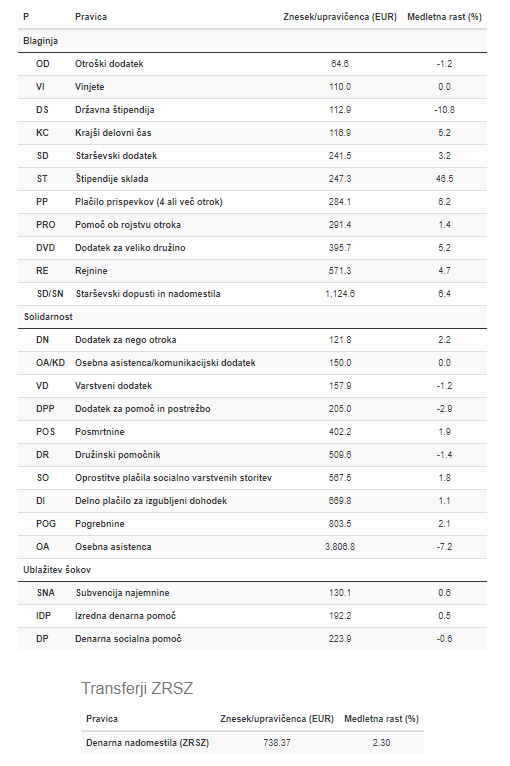 P Pravica Znesek/upravičenca (EUR) Medletna rast (%)
Blaginja
OD Otroški dodatek 64.6 -1.2
VI Vinjete 110.0 0.0
DS Državna štipendija 112.9 -10.8
KC Krajši delovni čas 116.9 5.2
SD Starševski dodatek 241.5 3.2
ST Štipendije sklada 247.3 46.5
PP Plačilo prispevkov (4 ali več otrok) 284.1 6.2
PRO Pomoč ob rojstvu otroka 291.4 1.4
DVD Dodatek za veliko družino 395.7 5.2
RE Rejnine 571.3 4.7
SD/SN Starševski dopusti in nadomestila 1,124.6 6.4
Solidarnost
DN Dodatek za nego otroka 121.8 2.2
OA/KD Osebna asistenca/komunikacijski dodatek 150.0 0.0
VD Varstveni dodatek 157.9 -1.2
DPP Dodatek za pomoč in postrežbo 205.0 -2.9
POS Posmrtnine 402.2 1.9
DR Družinski pomočnik 509.6 -1.4
SO Oprostitve plačila socialno varstvenih storitev 567.5 1.8
DI Delno plačilo za izgubljeni dohodek 669.8 1.1
POG Pogrebnine 803.5 2.1
OA Osebna asistenca 3,806.8 -7.2
Ublažitev šokov
SNA Subvencija najemnine 130.1 0.6
IDP Izredna denarna pomoč 192.2 0.5
DP Denarna socialna pomoč 223.9 -0.6
Transferji ZRSZ
Pravica Znesek/upravičenca (EUR) Medletna rast (%)
Denarna nadomestila (ZRSZ) 738.37 2.30